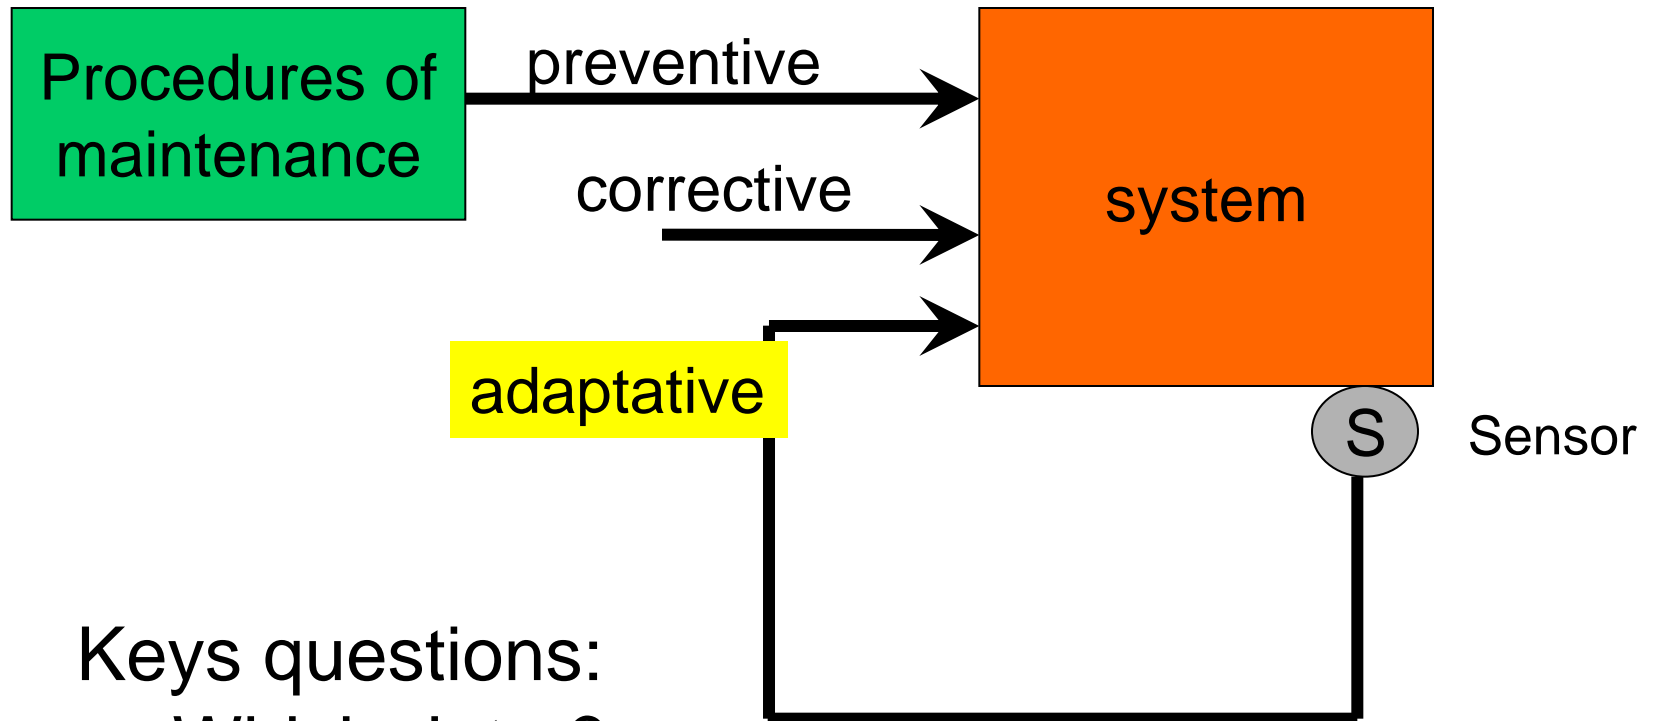 Procedures of
maintenance
preventive
corrective
system
adaptative
S
Sensor
Keys questions: